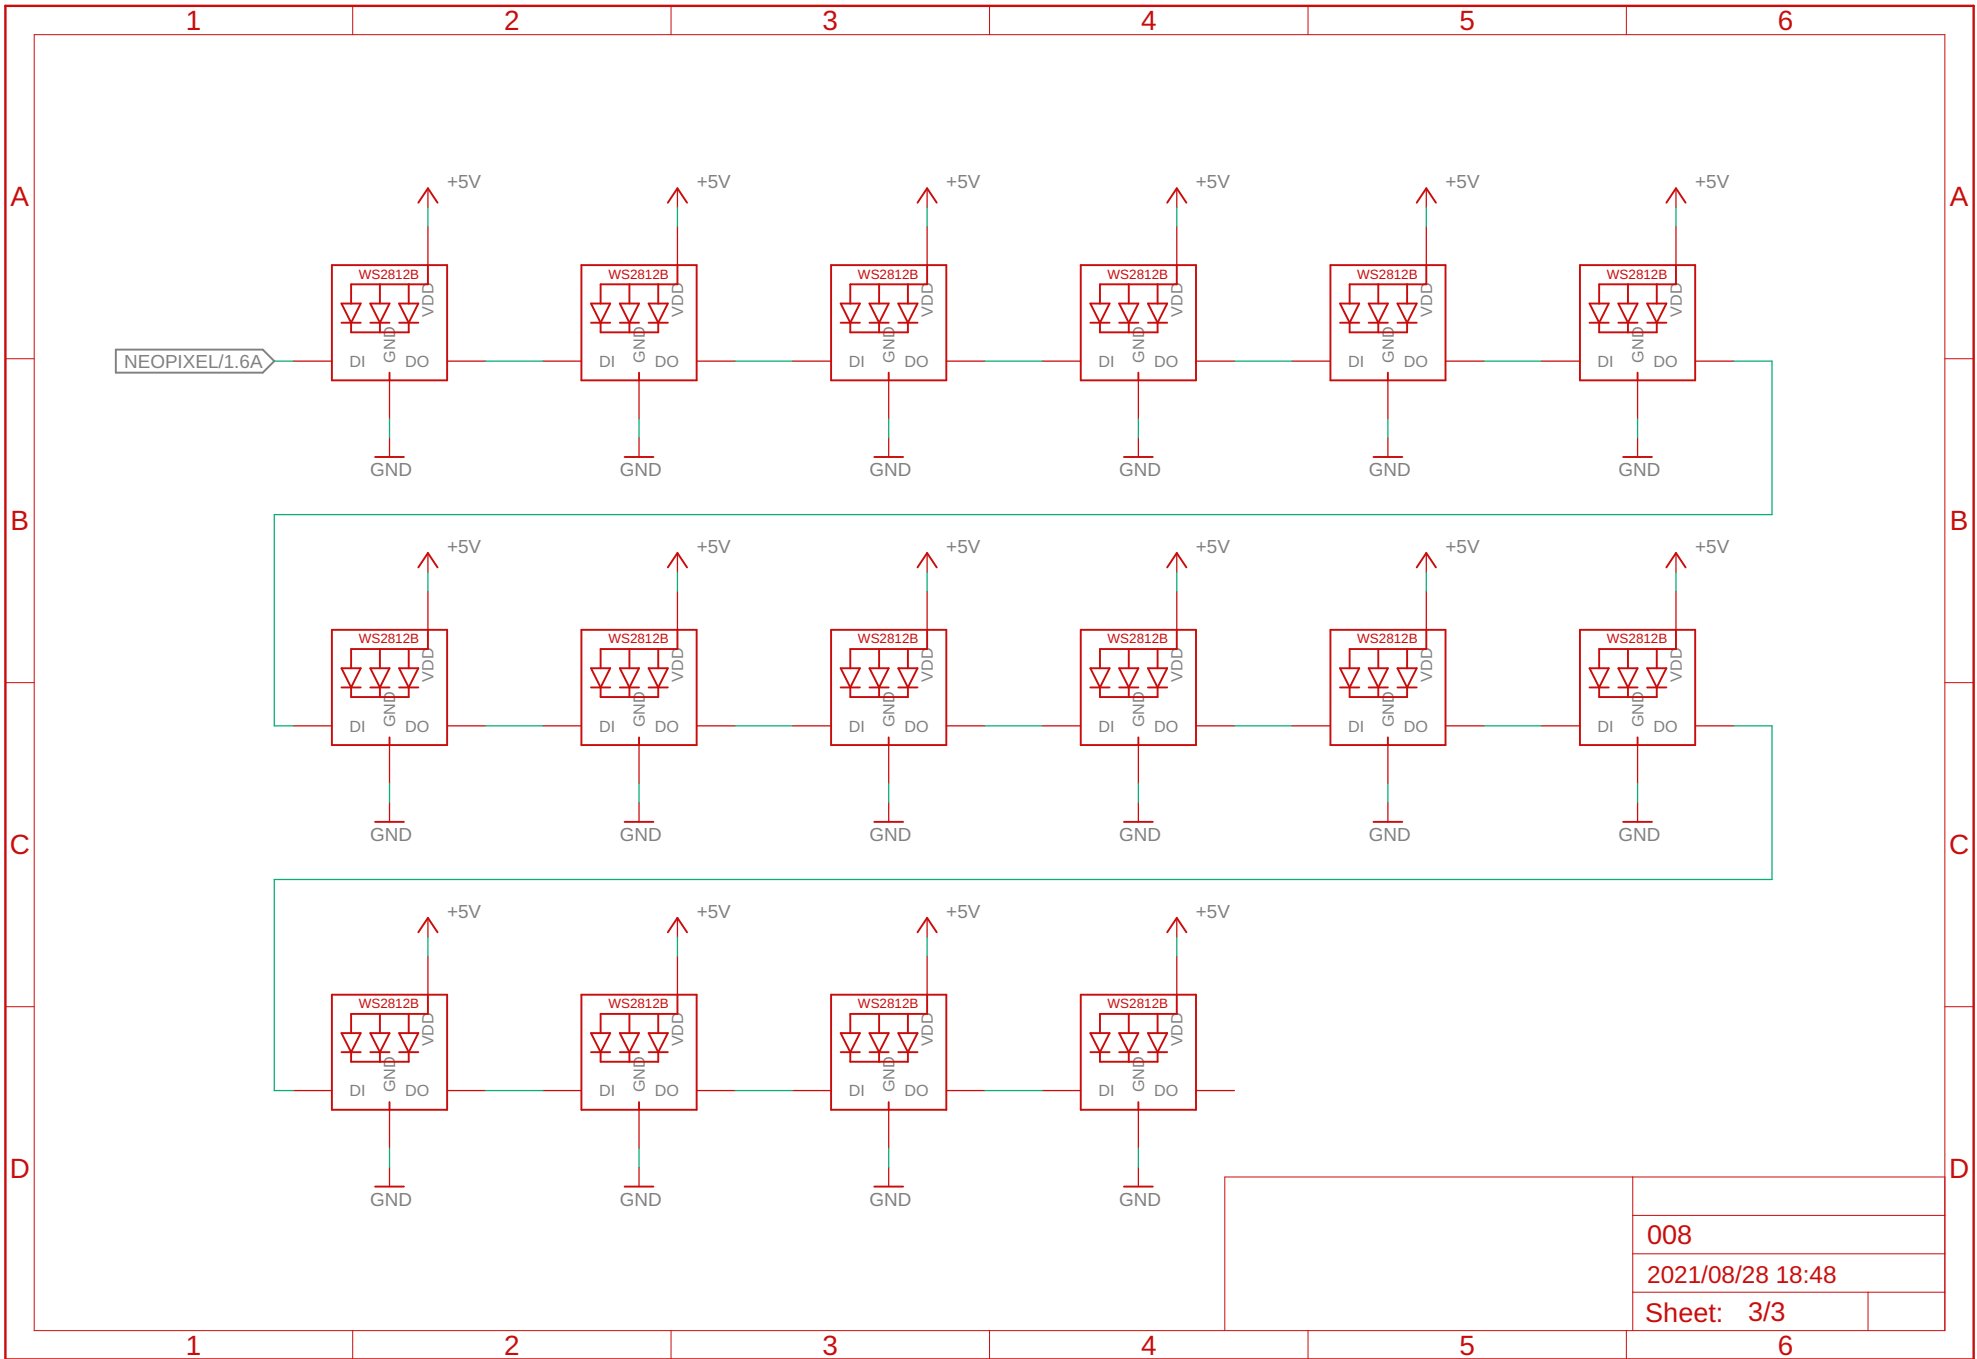 1 2 3 4 5 6
A A
+5V +5V +5V +5V +5V +5V
WS2812B WS2812B WS2812B WS2812B WS2812B WS2812B
VDD VDD VDD VDD VDD VDD
GND GND GND GND GND GND
NEOPIXEL/1.6A DI DO DI DO DI DO DI DO DI DO DI DO
GND GND GND GND GND GND
B B
+5V +5V +5V +5V +5V +5V
WS2812B WS2812B WS2812B WS2812B WS2812B WS2812B
VDD VDD VDD VDD VDD VDD
GND GND GND GND GND GND
DI DO DI DO DI DO DI DO DI DO DI DO
GND GND GND GND GND GND
C C
+5V +5V +5V +5V
WS2812B WS2812B WS2812B WS2812B
VDD VDD VDD VDD
GND GND GND GND
DI DO DI DO DI DO DI DO
D D
GND GND GND GND
008
2021/08/28 18:48
Sheet: 3/3
1 2 3 4 5 6